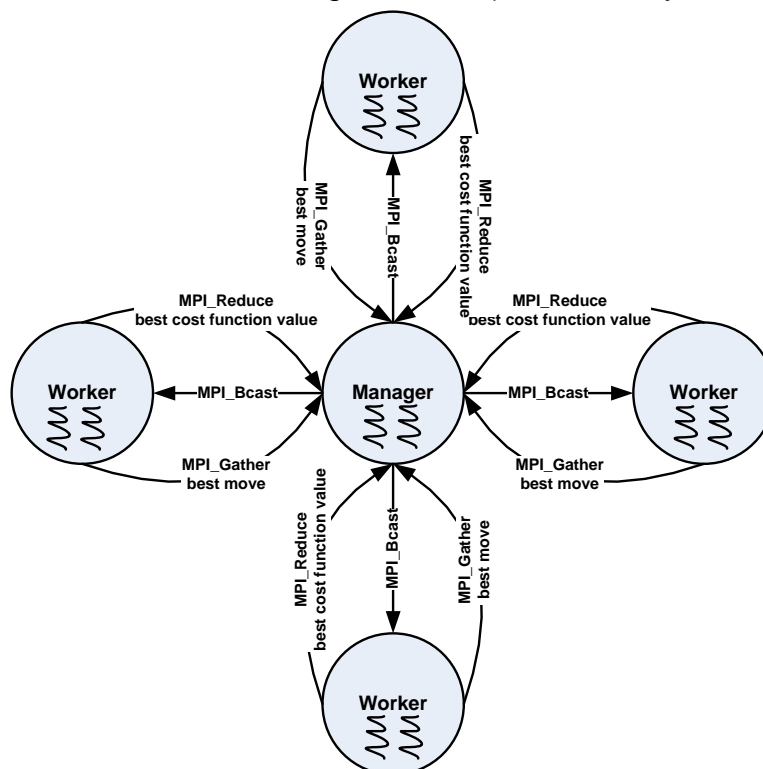 Worker
MPI_Gather
best move
MPI_Bcast
MPI_Reduce
best cost function value
MPI_Reduce
best cost function value
MPI_Reduce
best cost function value
Worker
MPI_Bcast
Manager
MPI_Bcast
Worker
MPI_Gather
best move
MPI_Gather
best move
MPI_Reduce
best cost function value
MPI_Bcast
MPI_Gather
best move
Worker